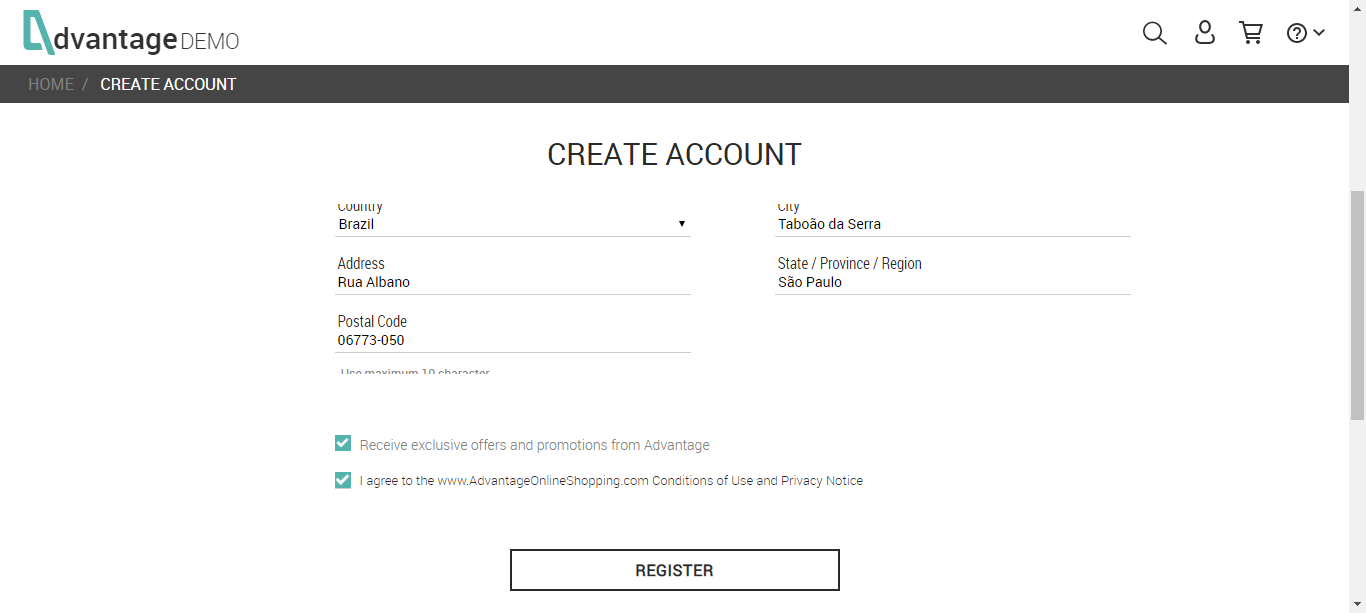 dvantage DEMO
HOME / CREATE ACCOUNT
CREATE ACCOUNT
Country
Brazil
City
Taboão da Serra
Address
Rua Albano
State / Province / Region
São Paulo
Postal Code
06773-050
Use maximum 10 character
Receive exclusive offers and promotions from Advantage
I agree to the www.AdvantageOnlineShopping.com Conditions of Use and Privacy Notice
REGISTER